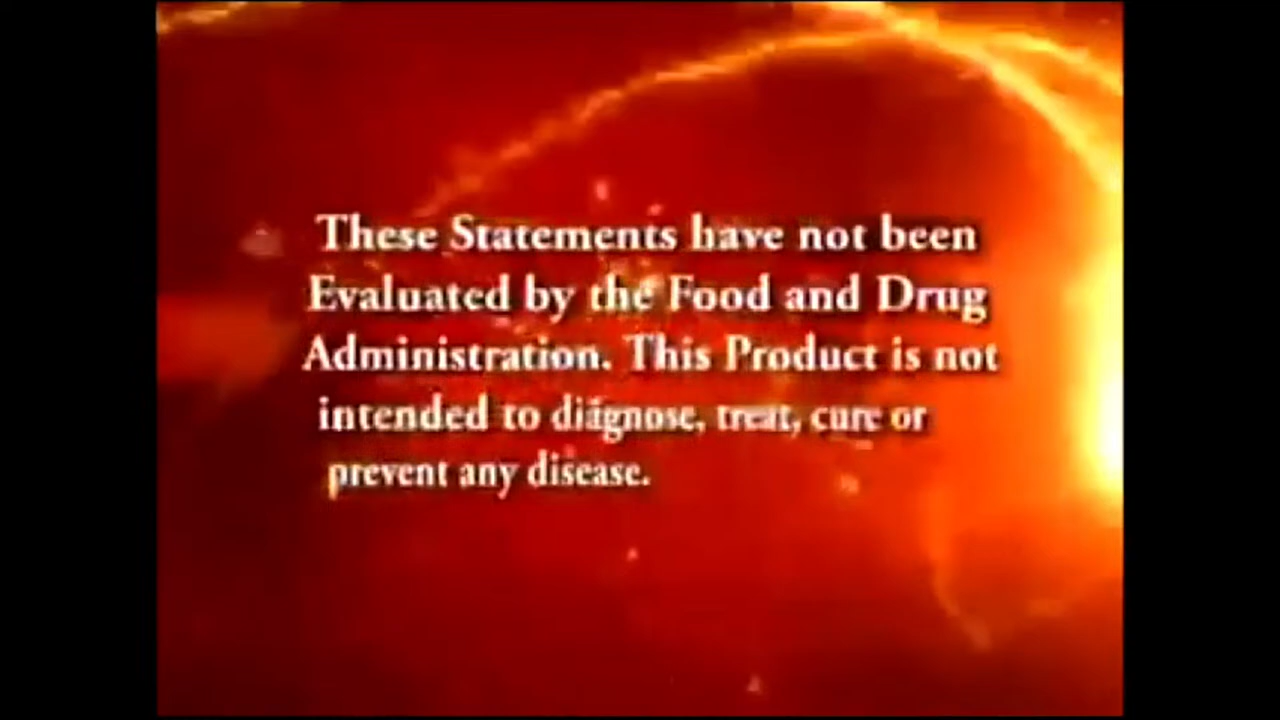 These Statements have not been
Evaluated by the Food and Drug
Administration. This Product is not
intended to diagnose, treat, cure or
prevent any disease.